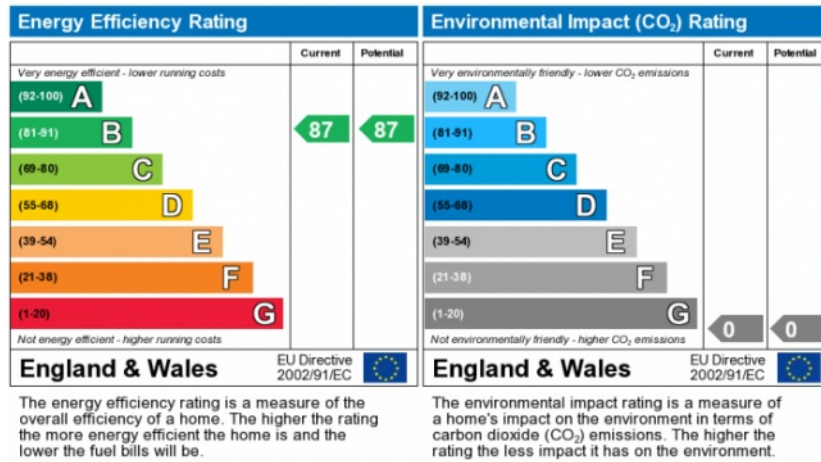 Energy Efficiency Rating
Current Potential
Very energy efficient - lower running costs
(92-100) A
(81-91) B 87 87
(69-80) C
(55-68) D
(39-54) E
(21-38) F
(1-20) G
Not energy efficient - higher running costs
England & Wales
EU Directive
2002/91/EC
The energy efficiency rating is a measure of the
overall efficiency of a home. The higher the rating
the more energy efficient the home is and the
lower the fuel bills will be.
Environmental Impact (CO₂) Rating
Current Potential
Very environmentally friendly - lower CO₂ emissions
(92-100) A
(81-91) B
(69-80) C
(55-68) D
(39-54) E
(21-38) F
(1-20) G
0 0
Not environmentally friendly - higher CO₂ emissions
England & Wales
EU Directive
2002/91/EC
The environmental impact rating is a measure of
a home's impact on the environment in terms of
carbon dioxide (CO₂) emissions. The higher the
rating the less impact it has on the environment.